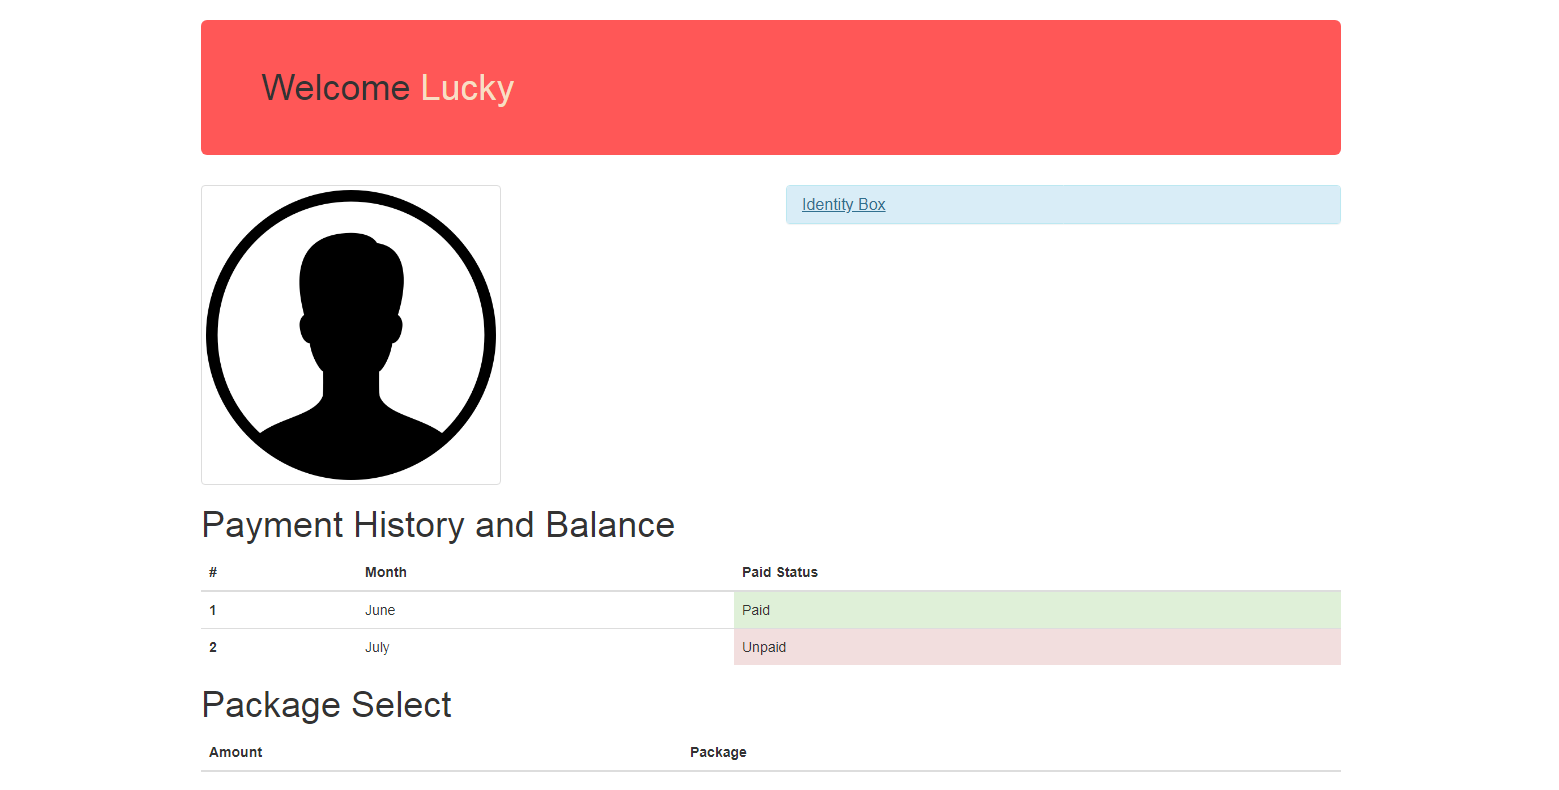 Welcome Lucky
Identity Box
Payment History and Balance
# Month Paid Status
1 June Paid
2 July Unpaid
Package Select
Amount Package